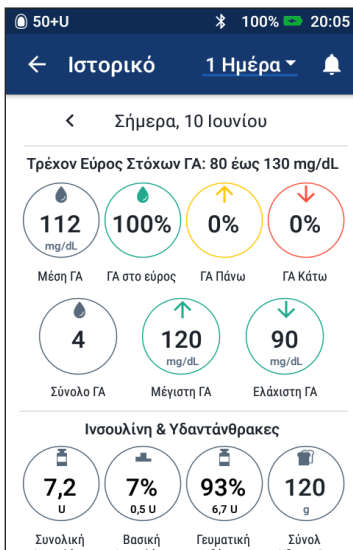 50+U 100% 20:05
Ιστορικό 1 Ημέρα
Σήμερα, 10 Ιουνίου
Τρέχον Εύρος Στόχων ΓΑ: 80 έως 130 mg/dL
112 100% 0% 0%
mg/dL
Μέση ΓΑ ΓΑ στο εύρος ΓΑ Πάνω ΓΑ Κάτω
4 120 90
mg/dL mg/dL
Σύνολο ΓΑ Μέγιστη ΓΑ Ελάχιστη ΓΑ
Ινσουλίνη & Υδαντάνθρακες
7,2 7% 93% 120
U 0,5 U 6,7 U g
Συνολική Βασική Γευματική Σύνολ